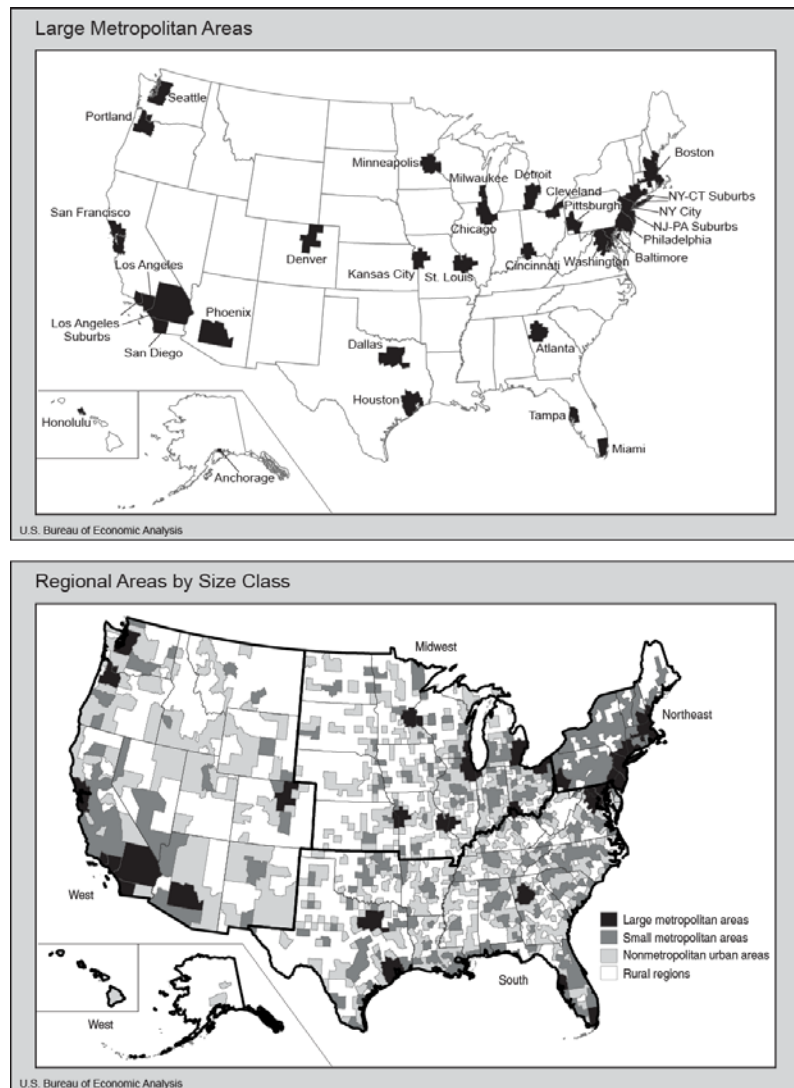 Large Metropolitan Areas
Seattle
Portland
Minneapolis
Milwaukee
Detroit
Boston
Cleveland
Pittsburgh
NY-CT Suburbs
NY City
NJ-PA Suburbs
Philadelphia
San Francisco
Chicago
Denver
Kansas City
St. Louis
Cincinnati
Washington
Baltimore
Los Angeles
Los Angeles
Suburbs
Phoenix
San Diego
Dallas
Atlanta
Houston
Tampa
Miami
Honolulu
Anchorage
U.S. Bureau of Economic Analysis
Regional Areas by Size Class
Midwest
Northeast
West
South
Large metropolitan areas
Small metropolitan areas
Nonmetropolitan urban areas
Rural regions
West
U.S. Bureau of Economic Analysis